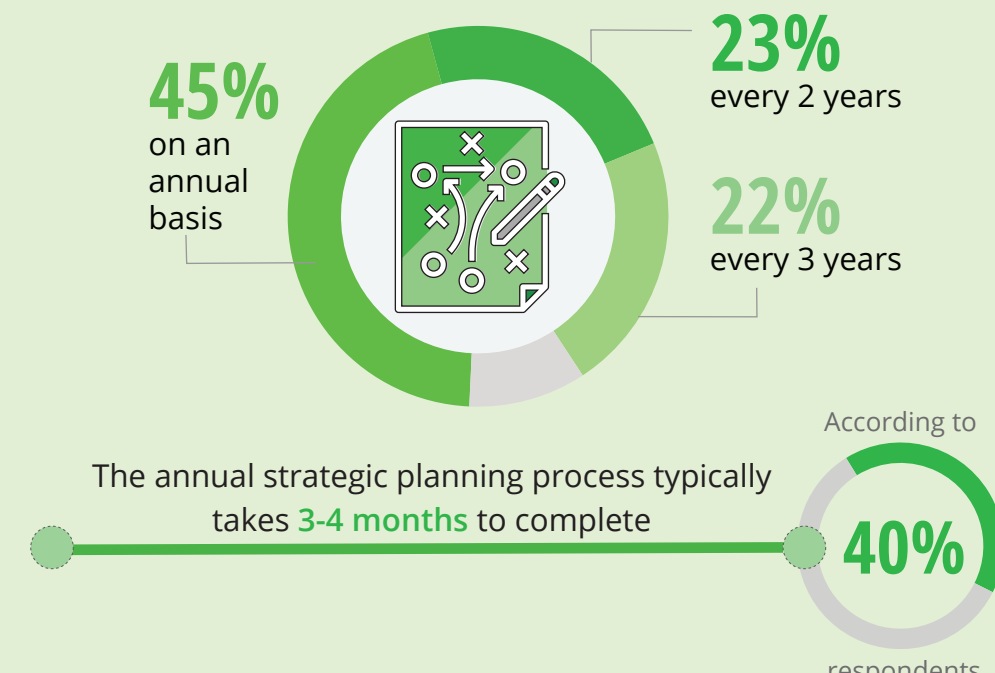 45%
on an
annual
basis
23%
every 2 years
22%
every 3 years
The annual strategic planning process typically
takes 3-4 months to complete
According to
40%
respondents